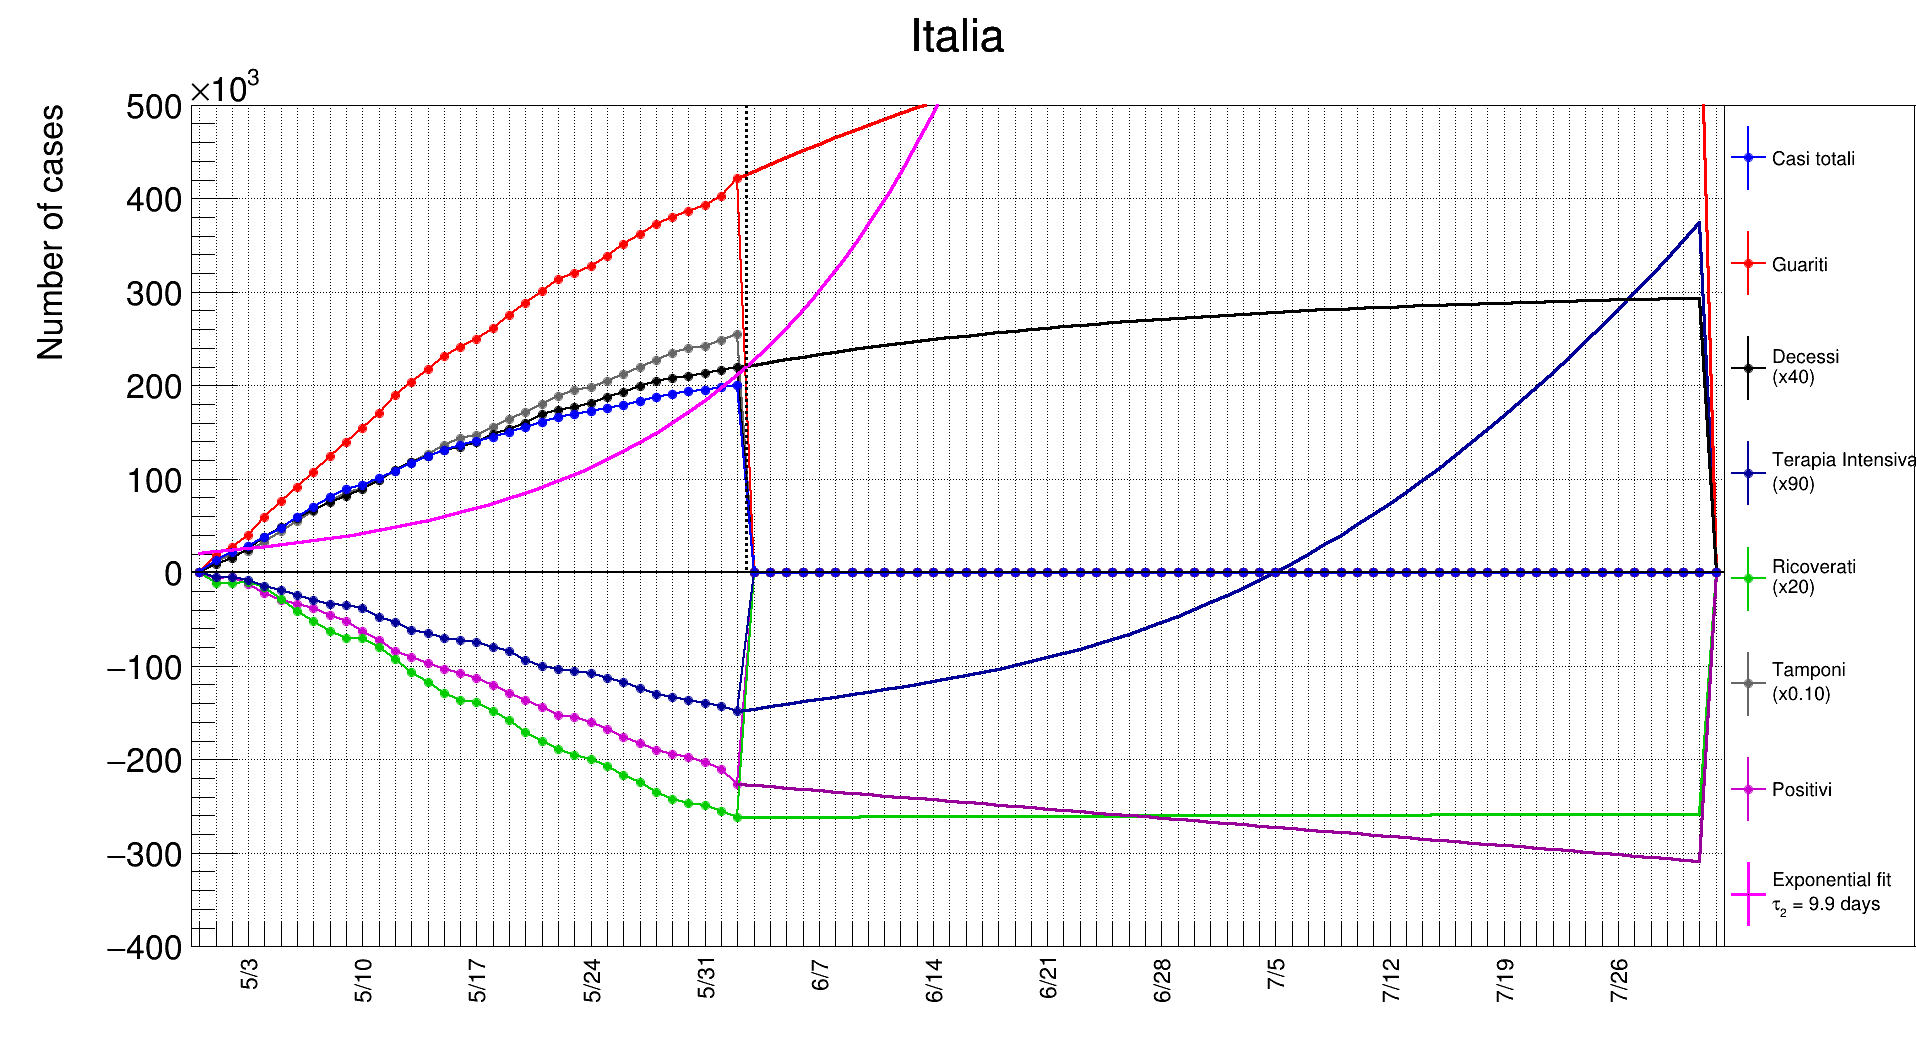 Italia
×10³
Number of cases
500
400
300
200
100
0
−100
−200
−300
−400
5/3
5/10
5/17
5/24
5/31
6/7
6/14
6/21
6/28
7/5
7/12
7/19
7/26
Casi totali
Guariti
Decessi
(x40)
Terapia Intensiva
(x90)
Ricoverati
(x20)
Tamponi
(x0.10)
Positivi
Exponential fit
τ₂ = 9.9 days